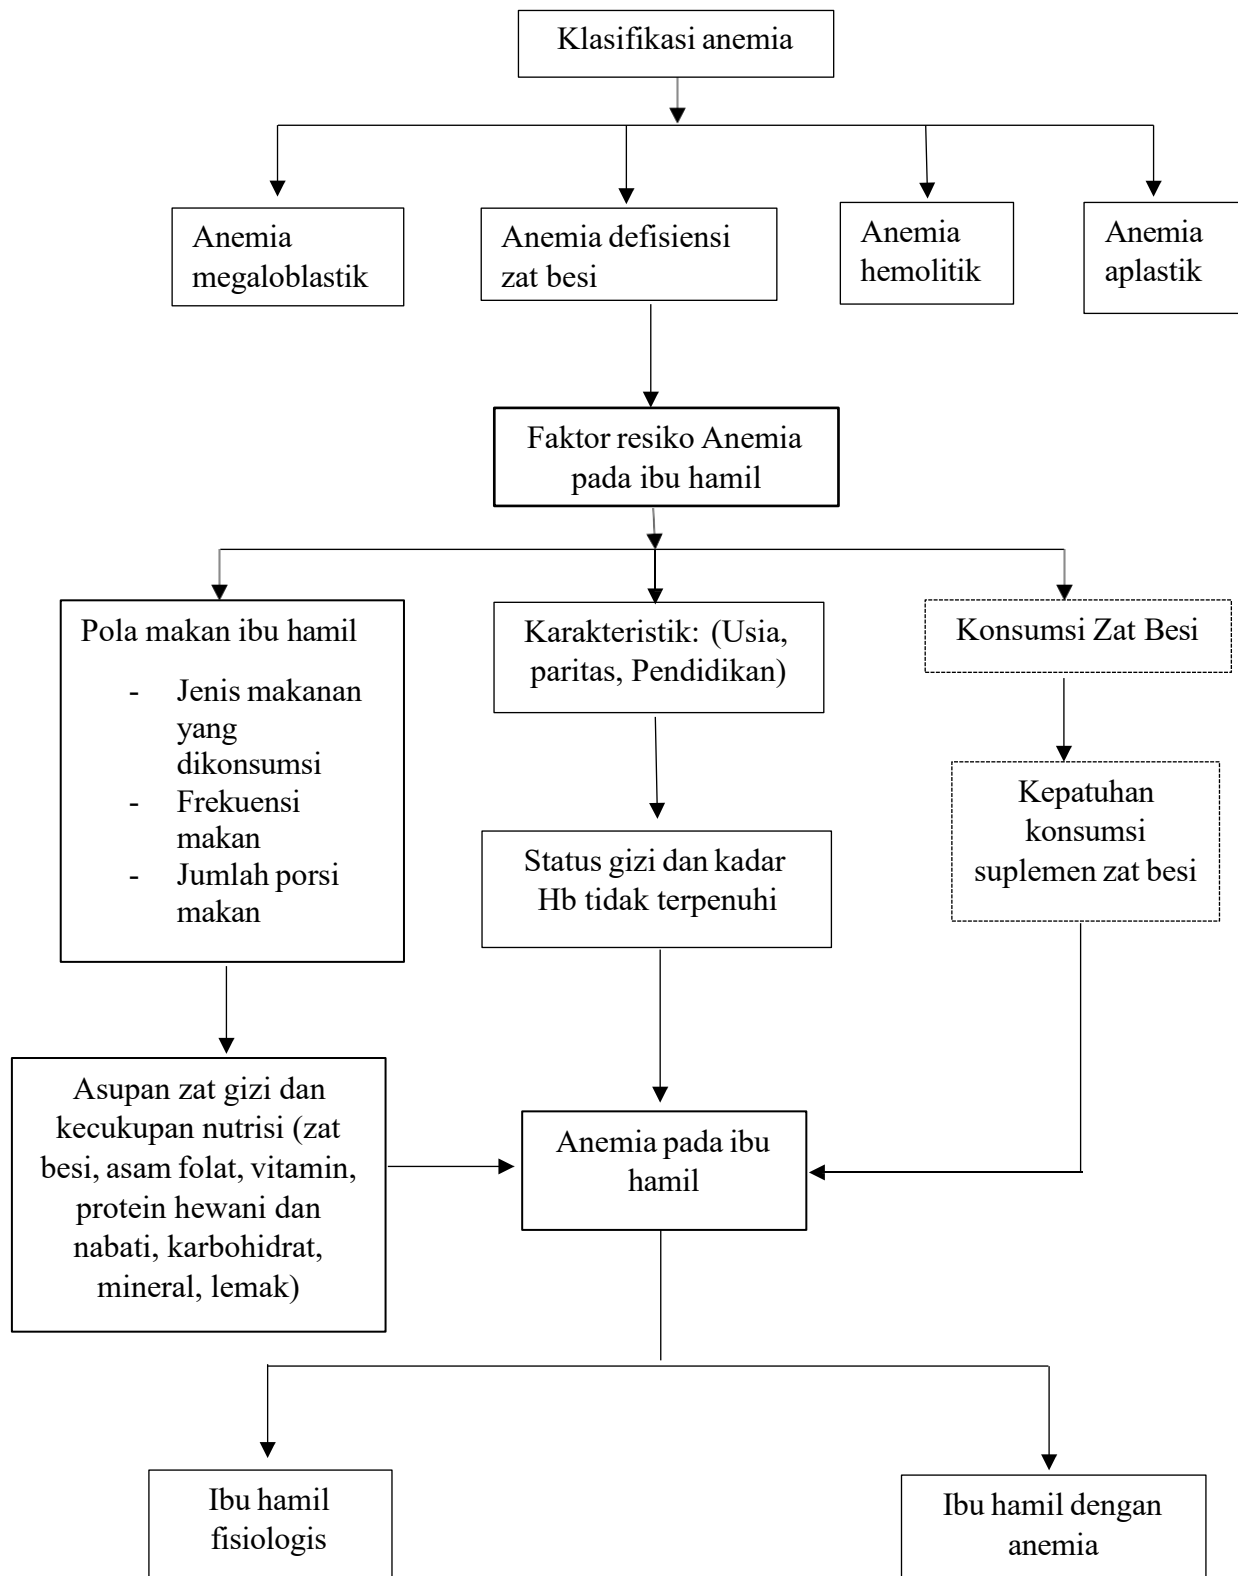 Klasifikasi anemia
Anemia
megaloblastik
Anemia defisiensi
zat besi
Anemia
hemolitik
Anemia
aplastik
Faktor resiko Anemia
pada ibu hamil
Pola makan ibu hamil
- Jenis makanan
yang
dikonsumsi
- Frekuensi
makan
- Jumlah porsi
makan
Karakteristik: (Usia,
paritas, Pendidikan)
Konsumsi Zat Besi
Status gizi dan kadar
Hb tidak terpenuhi
Kepatuhan
konsumsi
suplemen zat besi
Asupan zat gizi dan
kecukupan nutrisi (zat
besi, asam folat, vitamin,
protein hewani dan
nabati, karbohidrat,
mineral, lemak)
Anemia pada ibu
hamil
Ibu hamil
fisiologis
Ibu hamil dengan
anemia